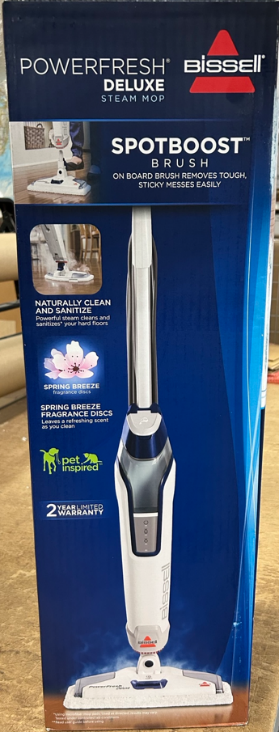 POWERFRESH®
DELUXE
STEAM MOP
BISSELL®
SPOTBOOST™
BRUSH
ON BOARD BRUSH REMOVES TOUGH,
STICKY MESSES EASILY
NATURALLY CLEAN
AND SANITIZE
Powerful steam cleans and
sanitizes* your hard floors
SPRING BREEZE
fragrance discs
SPRING BREEZE
FRAGRANCE DISCS
Leaves a refreshing scent
as you clean
pet
inspired
2 YEAR LIMITED
WARRANTY
BISSELL
BISSELL
PowerFresh